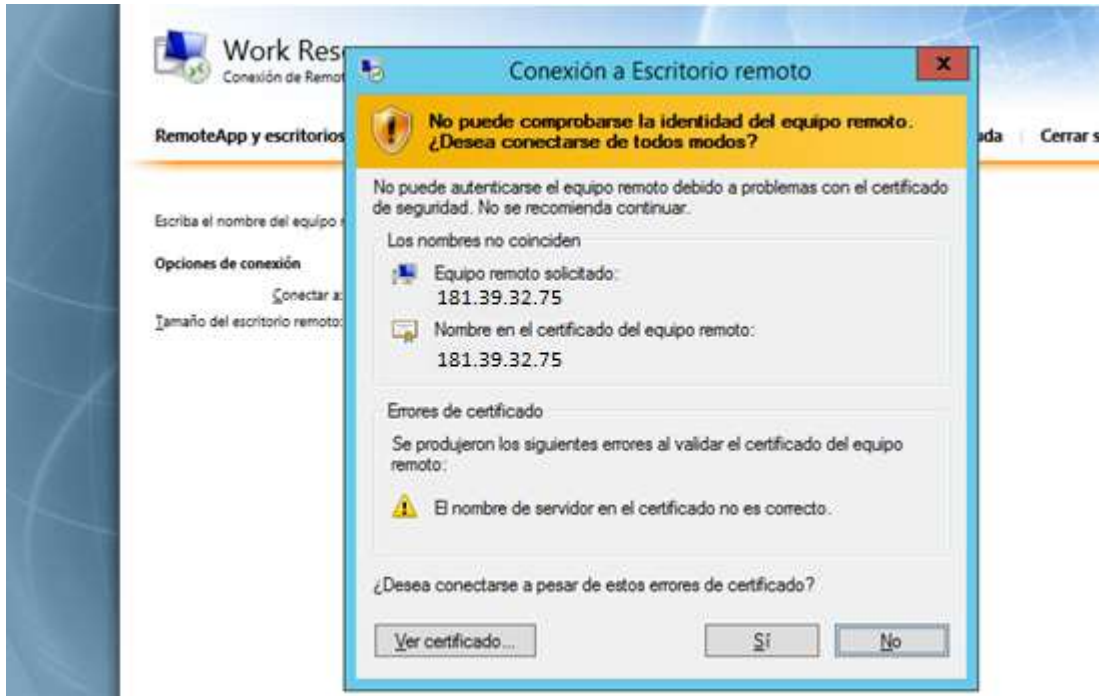 Work Res
Conexión de Remot
Conexión a Escritorio remoto
RemoteApp y escritorios
No puede comprobarse la identidad del equipo remoto.
¿Desea conectarse de todos modos?
uda Cerrar s
No puede autenticarse el equipo remoto debido a problemas con el certificado
de seguridad. No se recomienda continuar.
Escriba el nombre del equipo r
Los nombres no coinciden
Opciones de conexión
Equipo remoto solicitado:
181.39.32.75
Conectar a:
Tamaño del escritorio remoto:
Nombre en el certificado del equipo remoto:
181.39.32.75
Errores de certificado
Se produjeron los siguientes errores al validar el certificado del equipo
remoto:
El nombre de servidor en el certificado no es correcto.
¿Desea conectarse a pesar de estos errores de certificado?
Ver certificado...
Sí
No